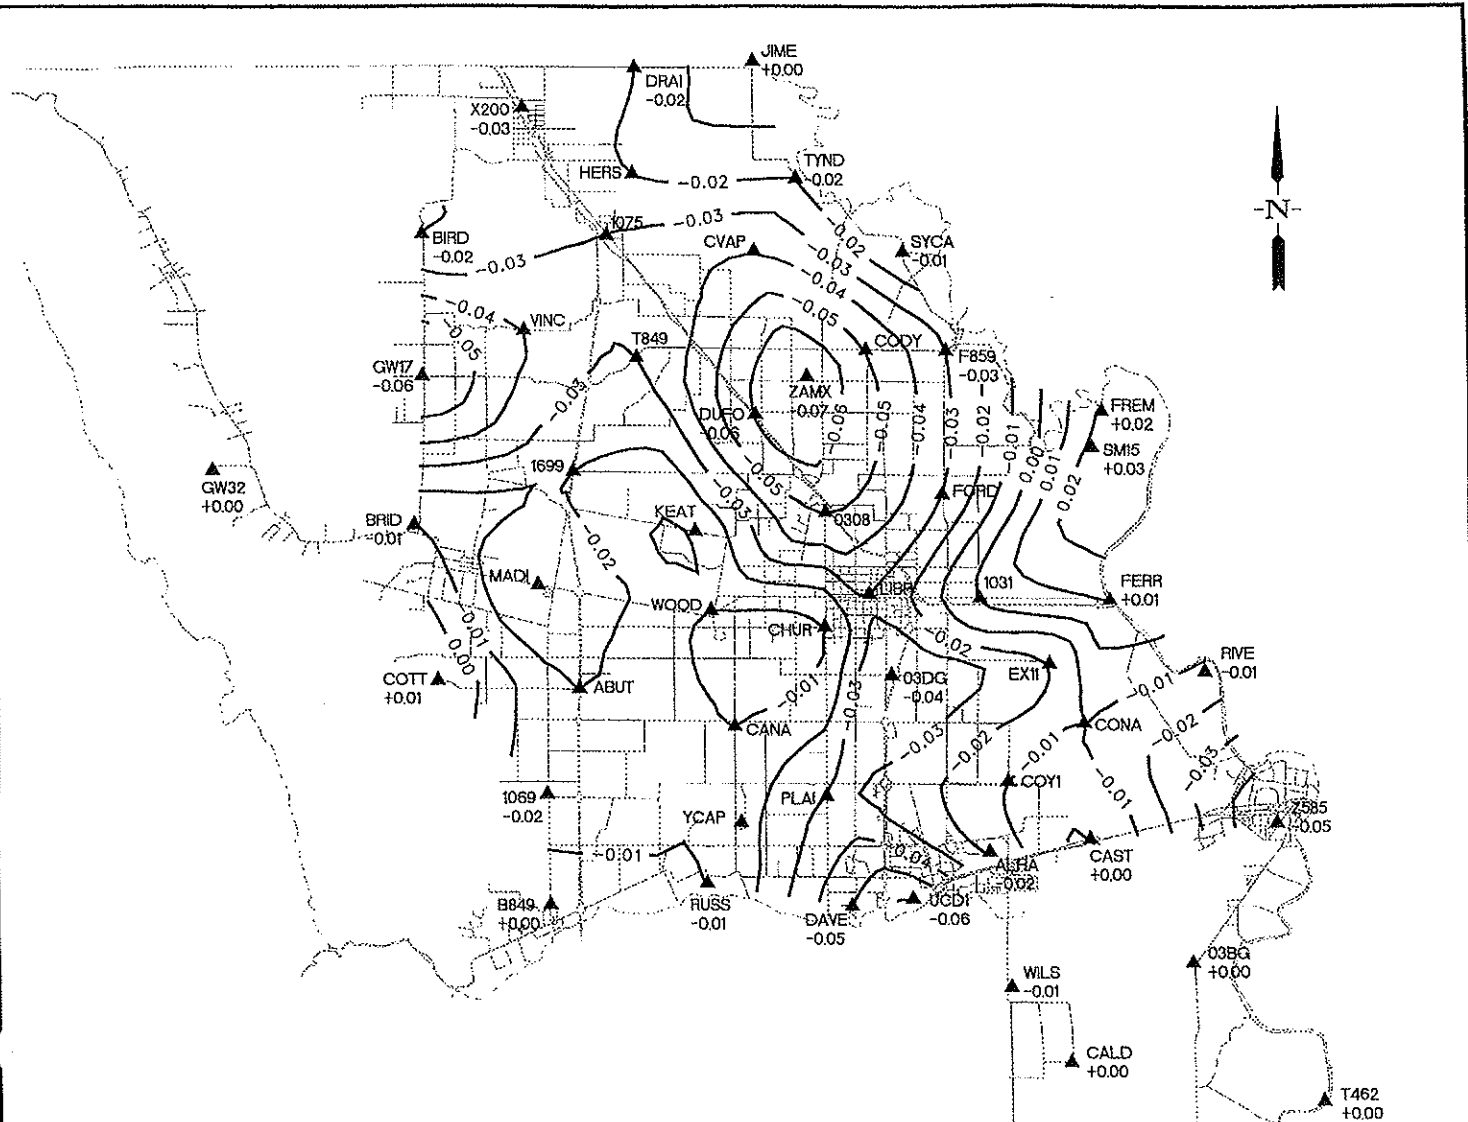 JIME
+0.00
DRAI
-0.02
X200
-0.03
HERS
TYND
-0.02
-0.02
-N-
1075
-0.03
BIRD
-0.02
CVAP
-0.02
SYCA
-0.01
-0.03
-0.03
-0.04
-0.04
VINC
-0.05
-0.05
T849
CODY
F859
-0.03
GW17
-0.06
-0.03
ZAMX
-0.07
DUFO
-0.06
-0.06
-0.05
-0.04
-0.03
-0.02
-0.01
FREM
+0.02
SM15
+0.03
0.00
0.01
0.02
1699
-0.05
-0.03
GW32
+0.00
KEAT
0308
FORD
BRID
-0.01
-0.02
MADI
WOOD
LIBR
1031
FERR
+0.01
-0.01
0.00
CHUR
-0.02
COTT
+0.01
ABUT
-0.01
-0.03
03DG
-0.04
EX11
RIVE
-0.01
-0.01
CANA
-0.03
-0.02
-0.01
CONA
-0.02
-0.03
1069
-0.02
PLAI
COY1
-0.01
YCAP
Z585
-0.05
-0.01
-0.04
ALHA
-0.02
CAST
+0.00
RUSS
-0.01
B849
+0.00
DAVE
-0.05
UCD1
-0.06
03BG
+0.00
WILS
-0.01
CALD
+0.00
T462
+0.00